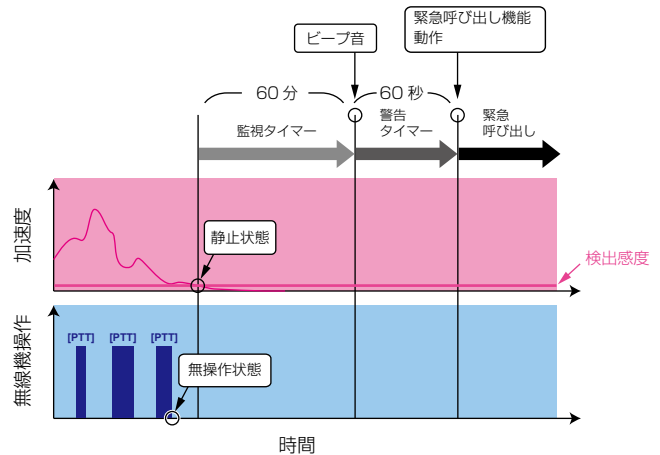 ビープ音
緊急呼び出し機能
動作
60 分
60 秒
監視タイマー
警告
タイマー
緊急
呼び出し
加速度
静止状態
検出感度
無線機操作
[PTT]
[PTT]
[PTT]
無操作状態
時間